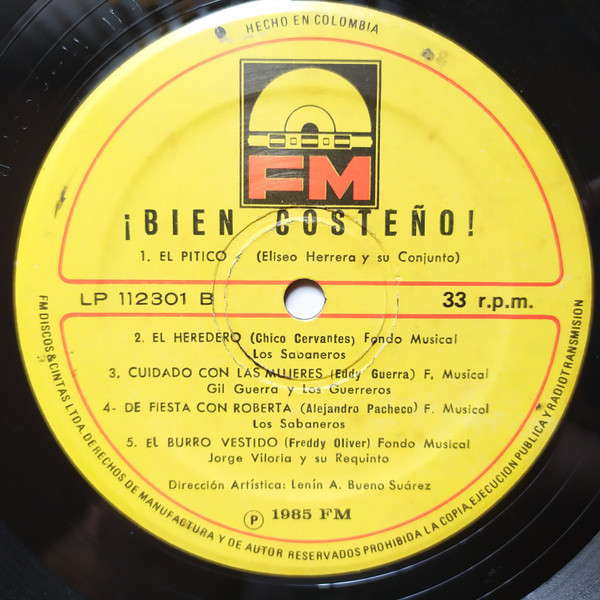 HECHO EN COLOMBIA
FM
¡BIEN COSTEÑO!
1. EL PITICO (Eliseo Herrera y su Conjunto)
LP 112301 B 33 r.p.m.
2. EL HEREDERO (Chico Cervantes) Fondo Musical
Los Sabaneros
3, CUIDADO CON LAS MUJERES (Eddy Guerra) F. Musical
Gil Guerra y Los Guerreros
4- DE FIESTA CON ROBERTA (Alejandro Pacheco) F. Musical
Los Sabaneros
5. EL BURRO VESTIDO (Freddy Oliver) Fondo Musical
Jorge Viloria y su Requinto
Dirección Artística: Lenín A. Bueno Suárez
Ⓟ 1985 FM
FM DISCOS & CINTAS LTDA. DERECHOS DE MANUFACTURA Y DE AUTOR RESERVADOS PROHIBIDA LA COPIA, EJECUCION PUBLICA Y RADIOTRANSMISION